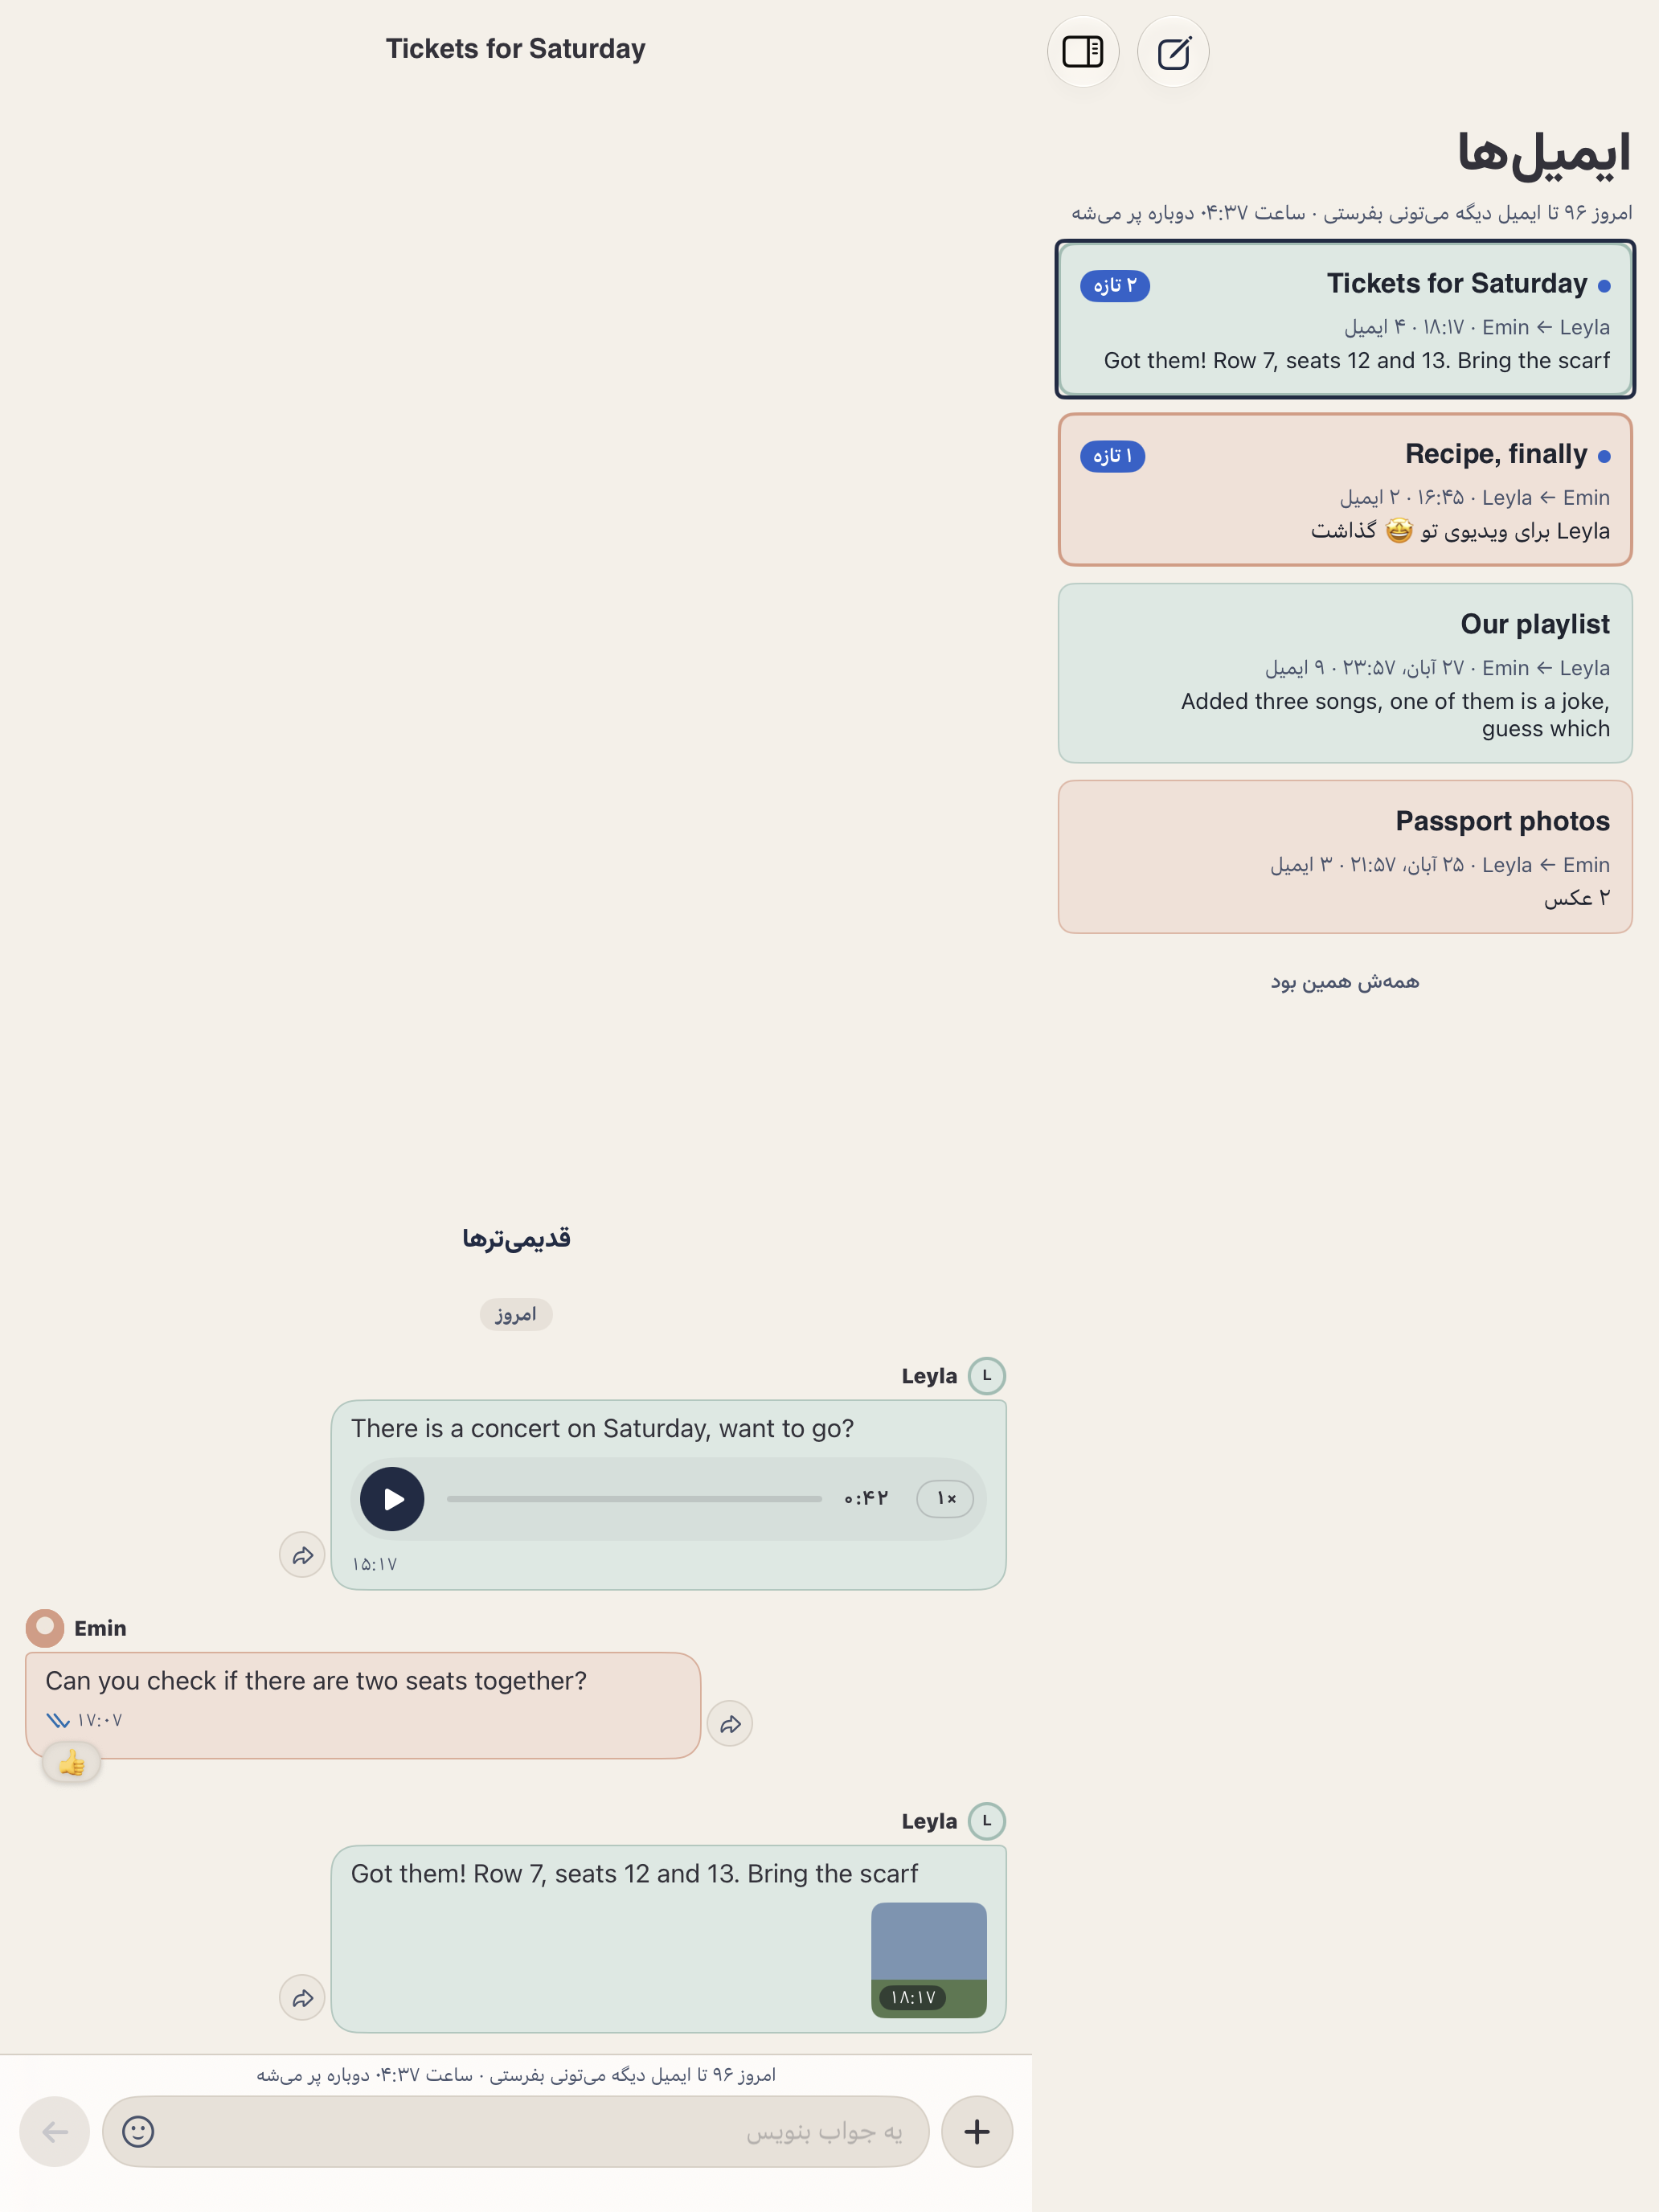 Tickets for Saturday
ایمیل‌ها
امروز ۹۶ تا ایمیل دیگه می‌تونی بفرستی · ساعت ۰۴:۳۷ دوباره پر می‌شه
Tickets for Saturday
۲ تازه
Leyla → Emin · ۱۸:۱۷ · ۴ ایمیل
Got them! Row 7, seats 12 and 13. Bring the scarf
Recipe, finally
۱ تازه
Emin → Leyla · ۱۶:۴۵ · ۲ ایمیل
Leyla برای ویدیوی تو 🤩 گذاشت
Our playlist
Leyla → Emin · ۲۷ آبان، ۲۳:۵۷ · ۹ ایمیل
Added three songs, one of them is a joke,
guess which
Passport photos
Emin → Leyla · ۲۵ آبان، ۲۱:۵۷ · ۳ ایمیل
۲ عکس
همه‌ش همین بود
قدیمی‌ترها
امروز
L Leyla
There is a concert on Saturday, want to go?
۰:۴۲ ۱×
۱۵:۱۷
Emin
Can you check if there are two seats together?
۱۷:۰۷
👍
L Leyla
Got them! Row 7, seats 12 and 13. Bring the scarf
۱۸:۱۷
امروز ۹۶ تا ایمیل دیگه می‌تونی بفرستی · ساعت ۰۴:۳۷ دوباره پر می‌شه
یه جواب بنویس